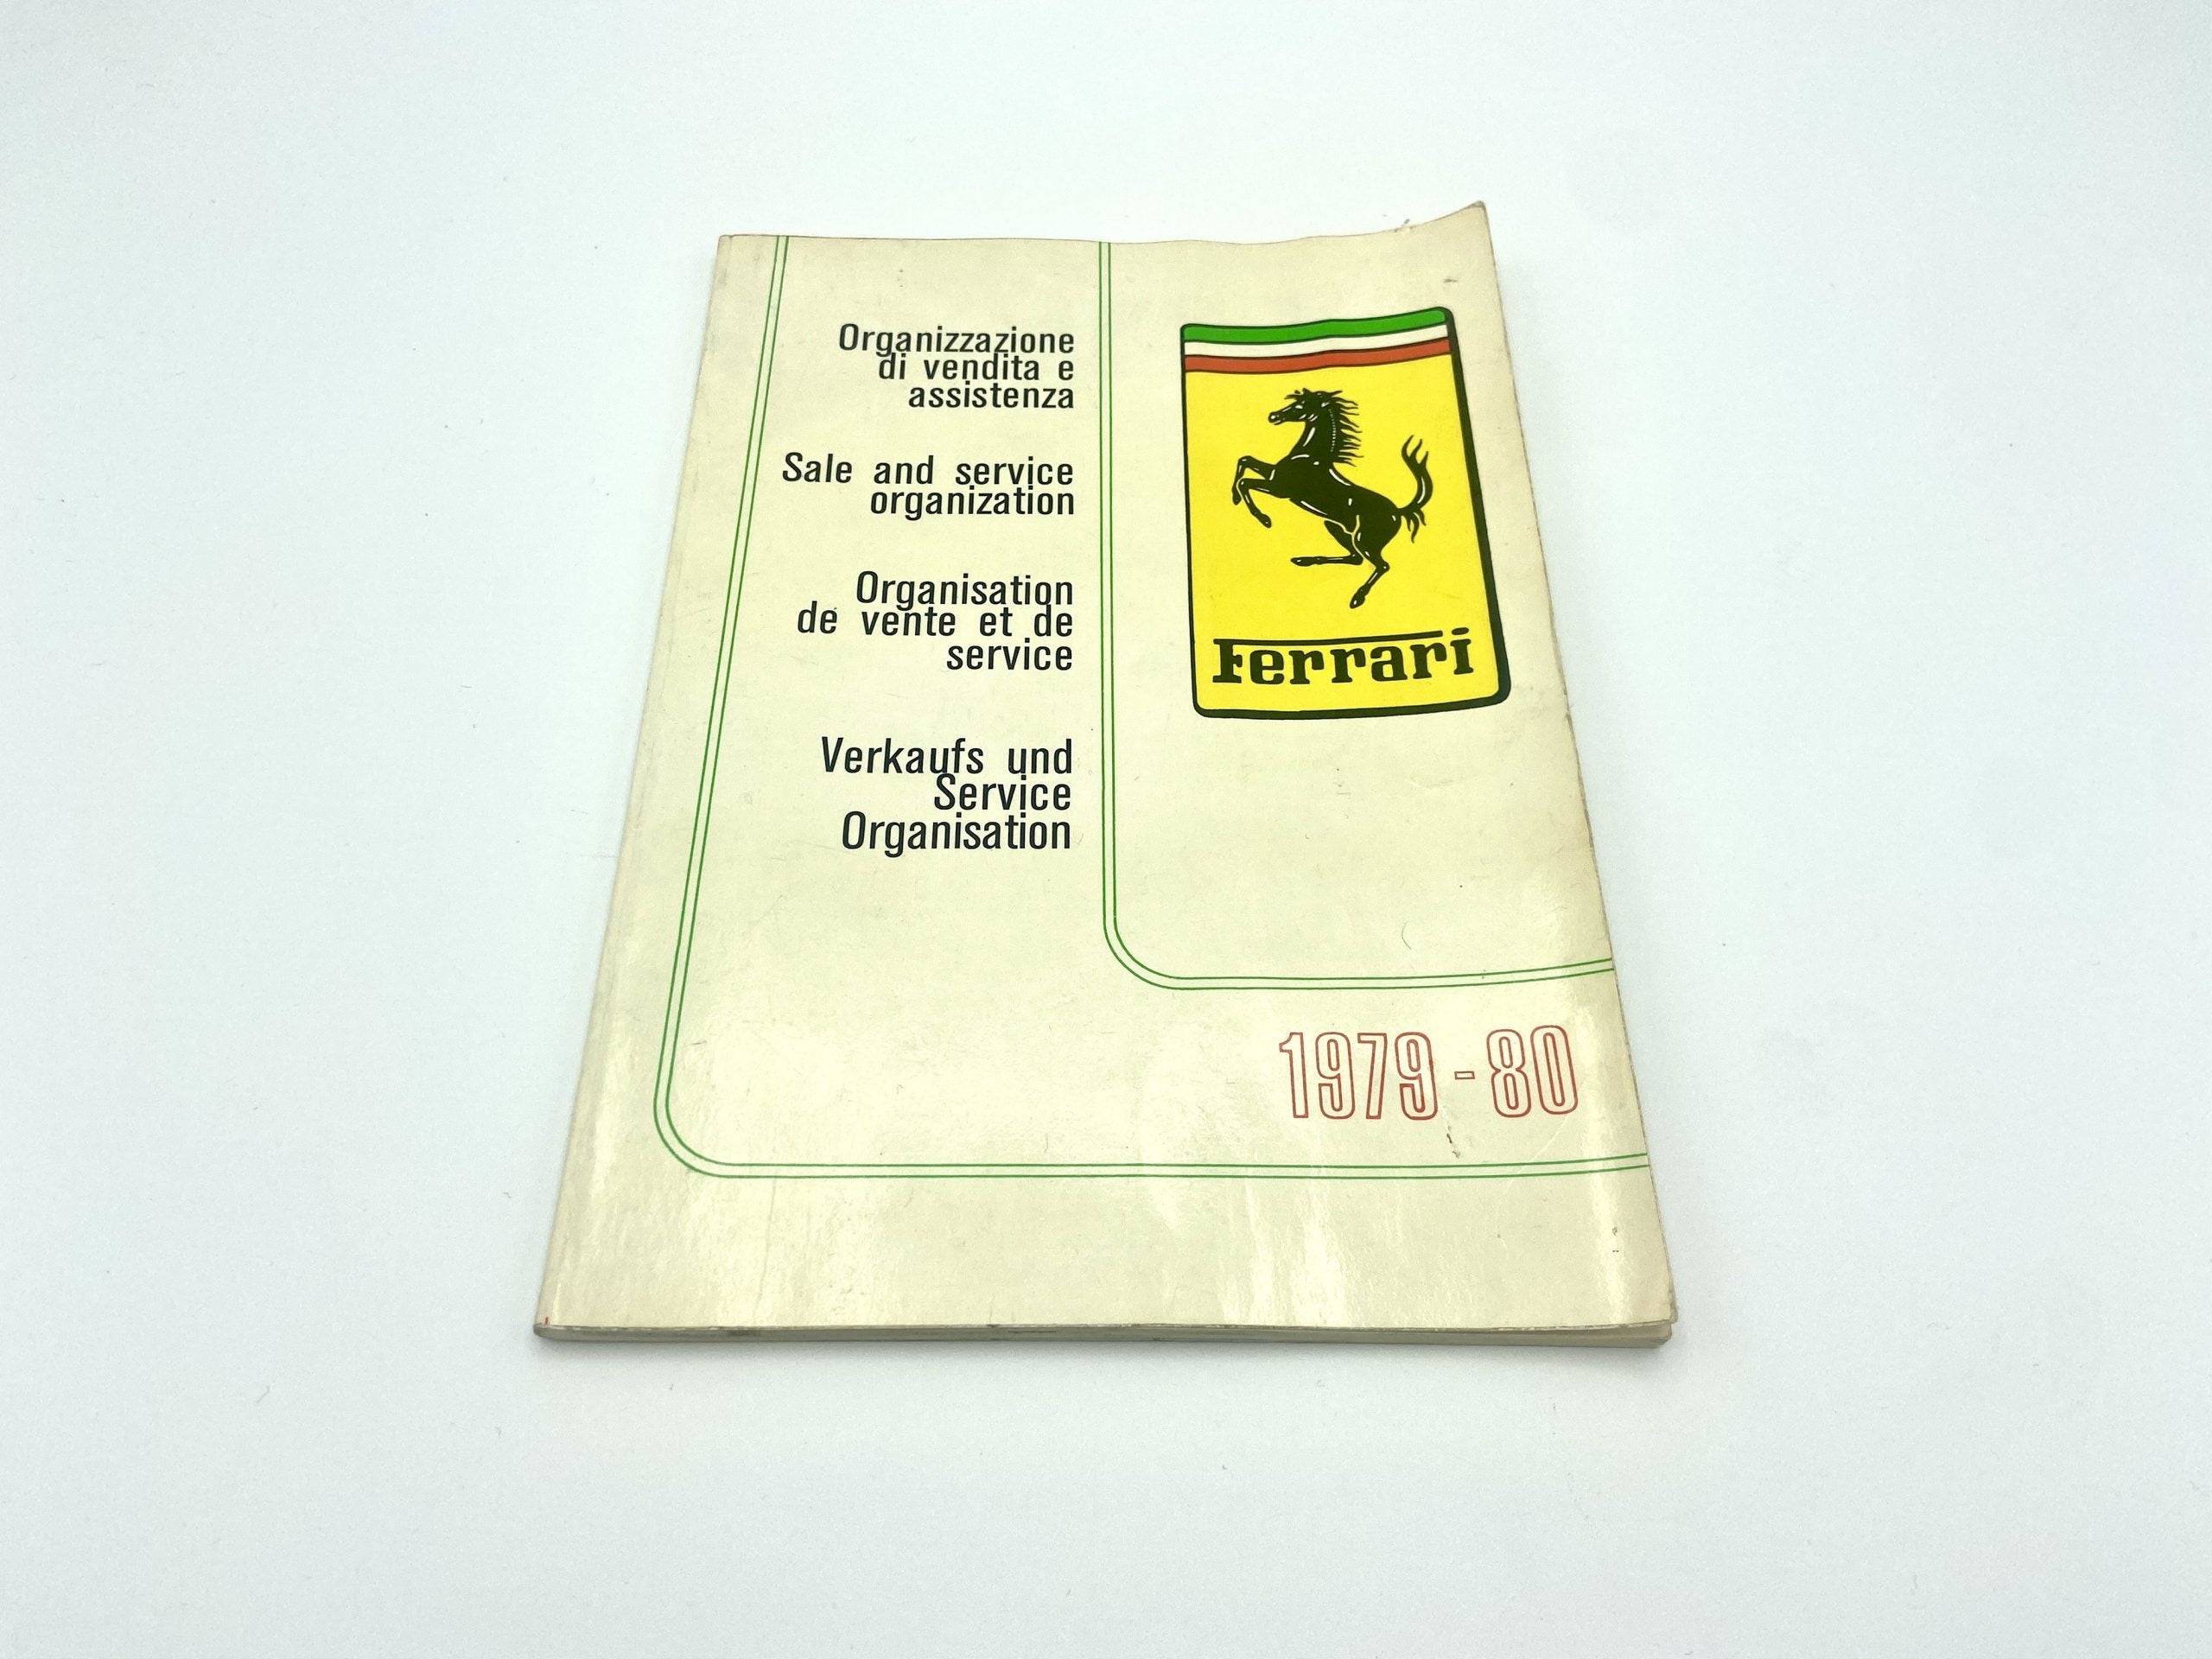 Organizzazione
di vendita e
assistenza
Sale and service
organization
Organisation
de vente et de
service
Verkaufs und
Service
Organisation
Ferrari
1979-80